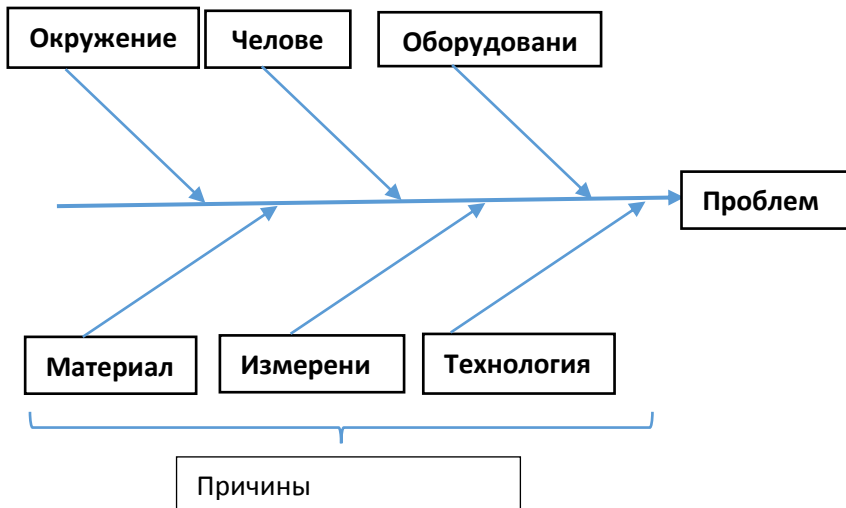 Окружение
Челове
Оборудовани
Проблем
Материал
Измерени
Технология
Причины